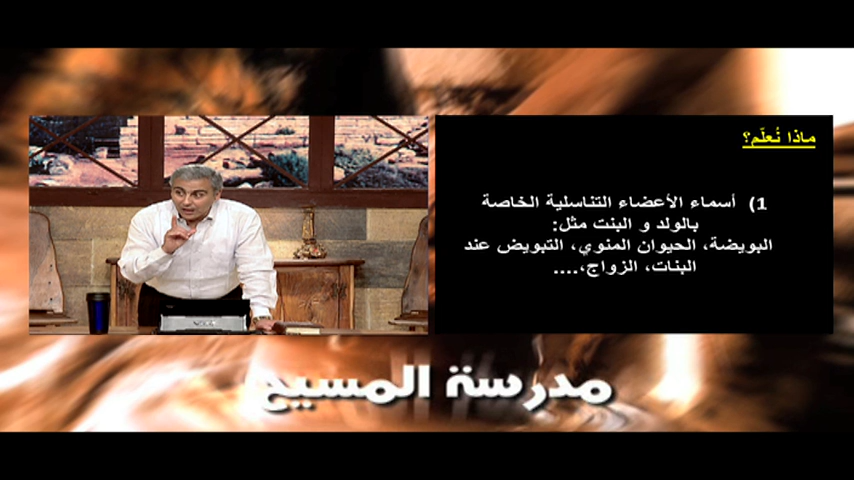 ماذا نُعلّم؟
1) أسماء الأعضاء التناسلية الخاصة
بالولد و البنت مثل:
البويضة، الحيوان المنوي، التبويض عند
البنات، الزواج،....
مدرسة المسيح